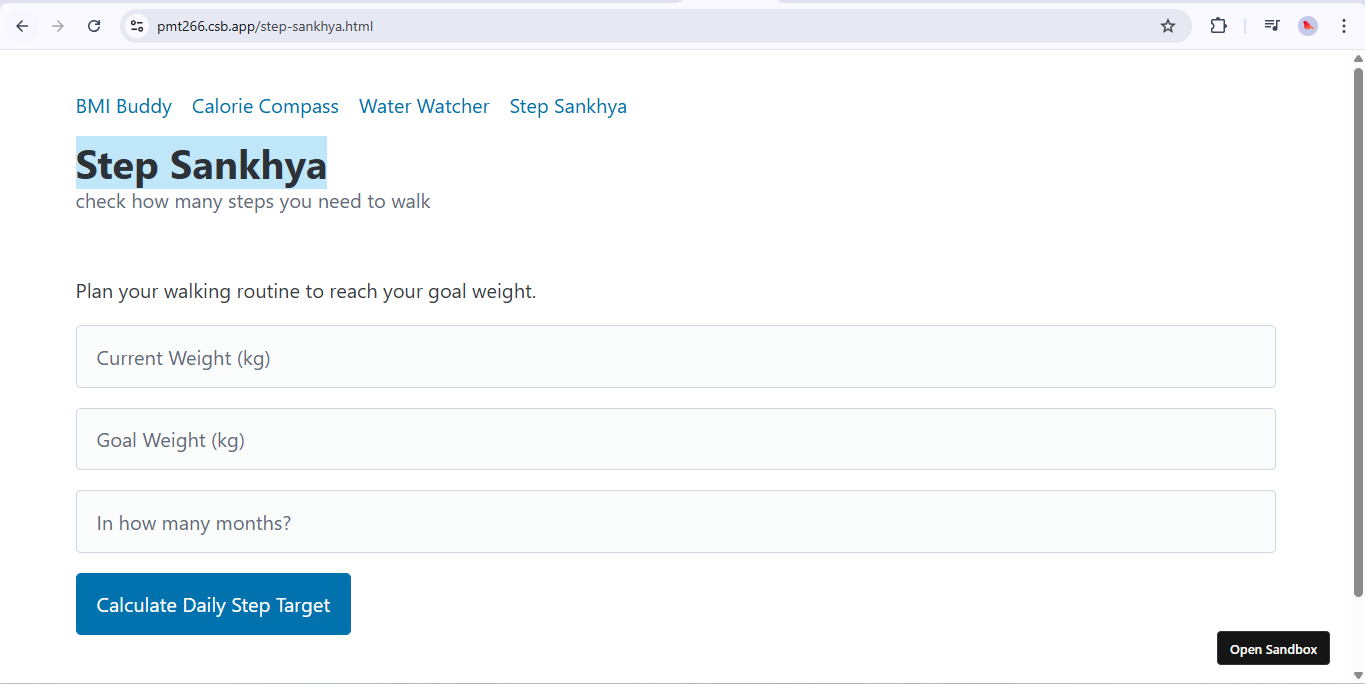 pmt266.csb.app/step-sankhya.html
BMI Buddy Calorie Compass Water Watcher Step Sankhya
Step Sankhya
check how many steps you need to walk
Plan your walking routine to reach your goal weight.
Current Weight (kg)
Goal Weight (kg)
In how many months?
Calculate Daily Step Target
Open Sandbox